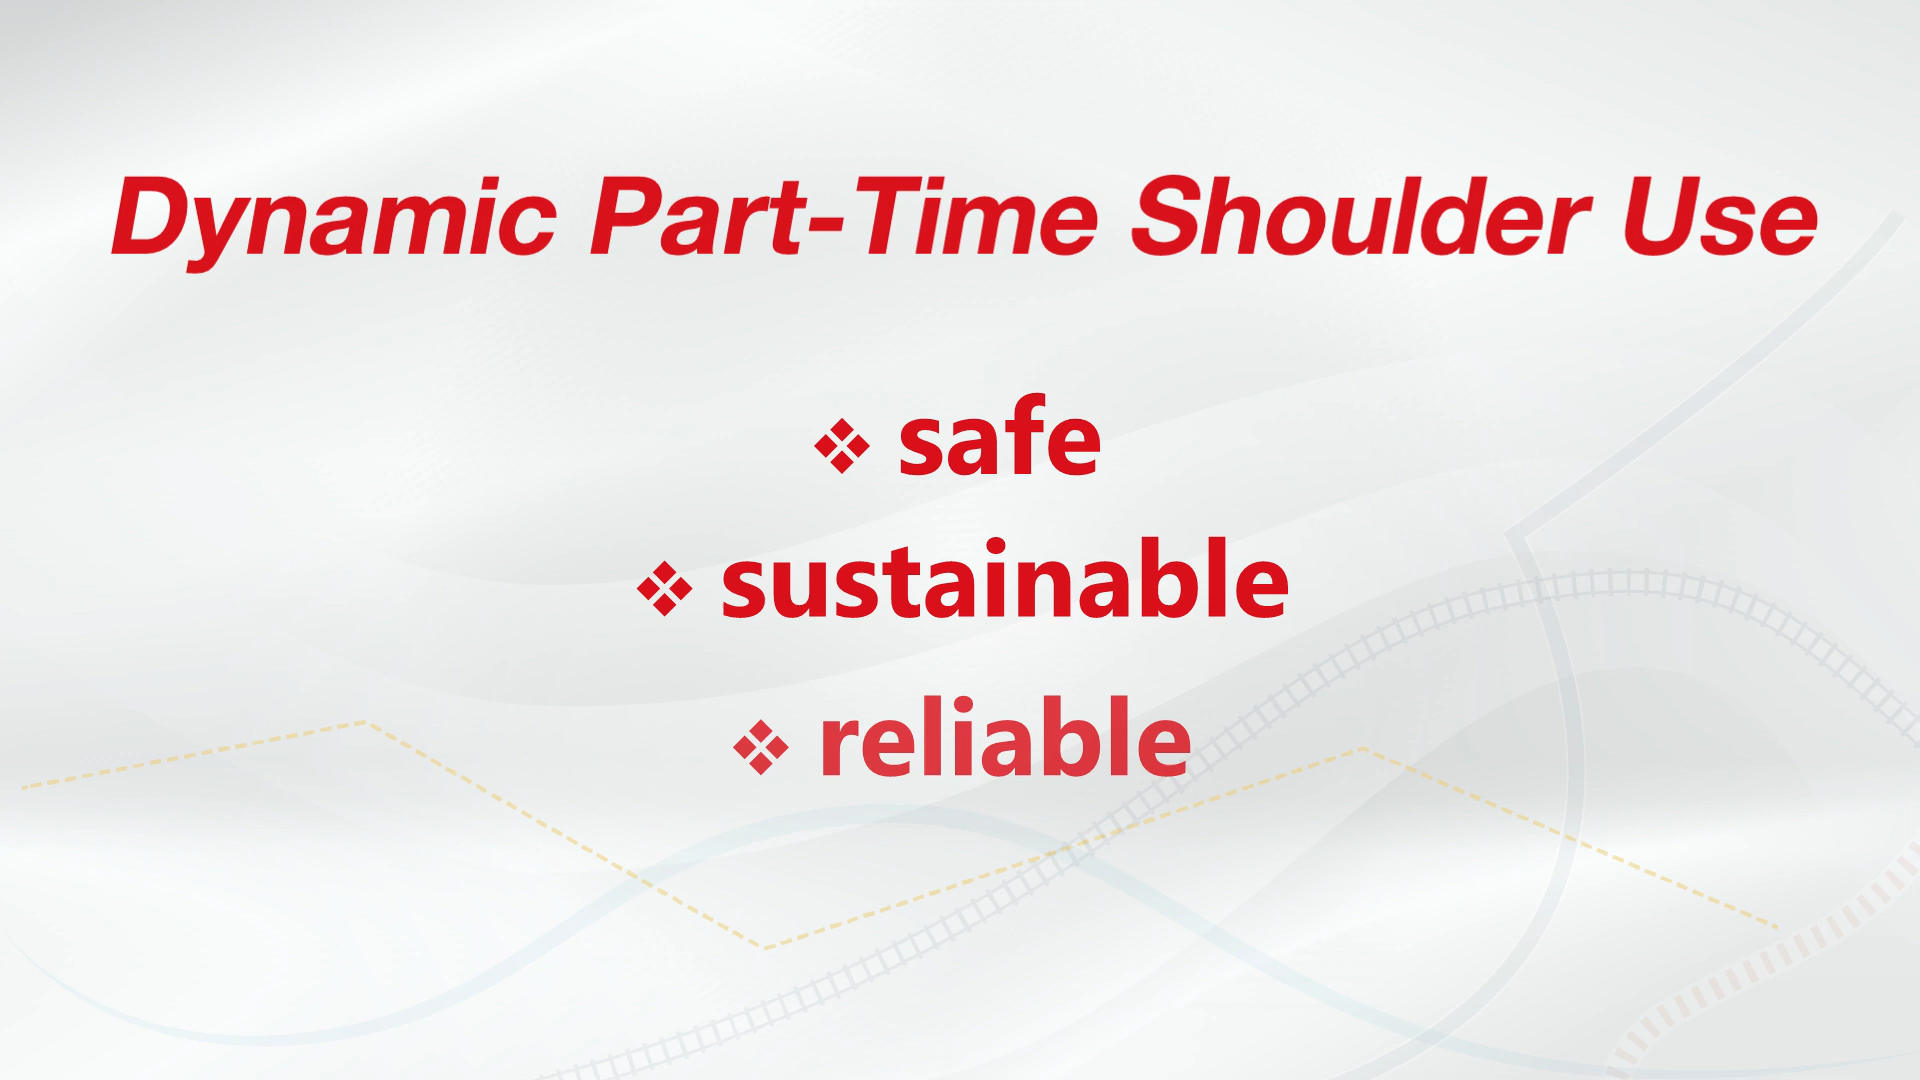 Dynamic Part-Time Shoulder Use
❖ safe
❖ sustainable
❖ reliable